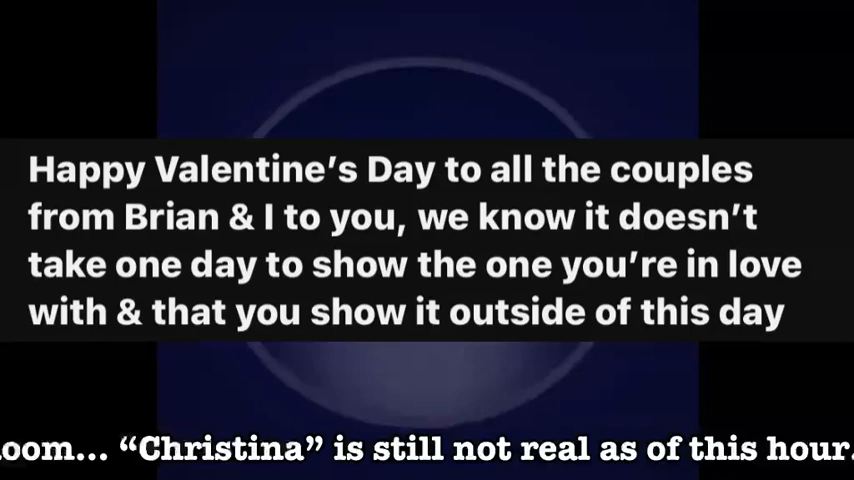 Happy Valentine’s Day to all the couples
from Brian & I to you, we know it doesn’t
take one day to show the one you’re in love
with & that you show it outside of this day
“Christina” is still not real as of this hour.